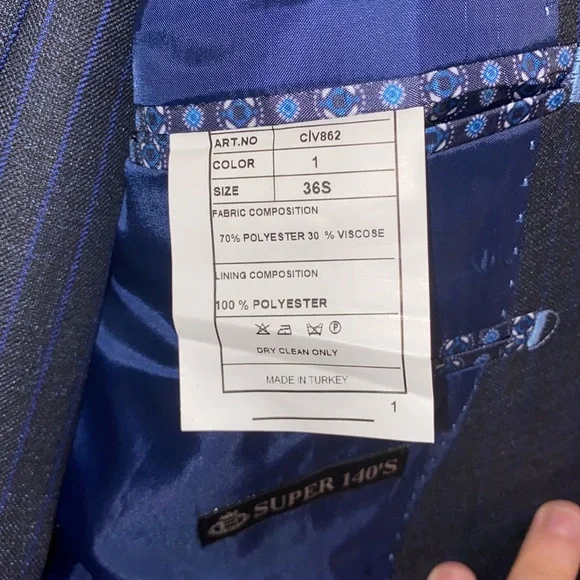 ART.NO C\V862
COLOR 1
SIZE 36S
FABRIC COMPOSITION
70% POLYESTER 30 % VISCOSE
LINING COMPOSITION
100 % POLYESTER
DRY CLEAN ONLY
MADE IN TURKEY
1
SUPER 140'S